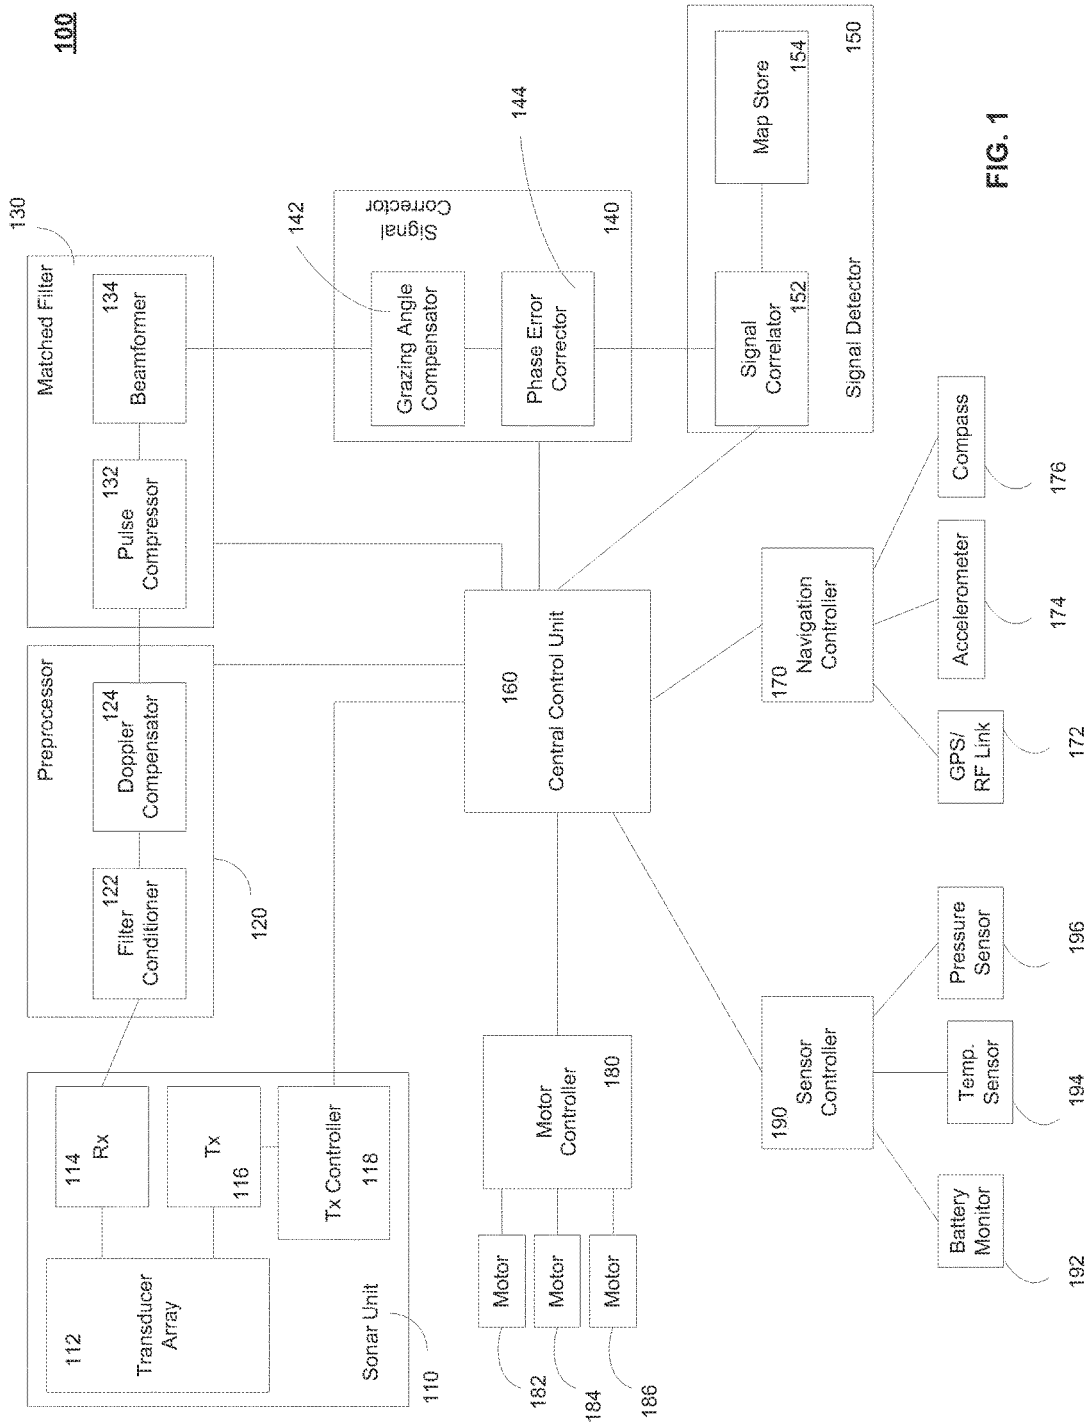 100
Sonar Unit
110
112
Transducer
Array
114
Rx
Tx
116
Tx Controller
118
Preprocessor
120
122
Filter
Conditioner
124
Doppler
Compensator
Matched Filter
130
132
Pulse
Compressor
134
Beamformer
Signal
Corrector
140
142
Grazing Angle
Compensator
144
Phase Error
Corrector
Signal Detector
150
Signal
Correlator
152
Map Store
154
160
Central Control Unit
Motor
Controller
180
Motor
182
Motor
184
Motor
186
190
Sensor
Controller
Battery
Monitor
192
Temp.
Sensor
194
Pressure
Sensor
196
170
Navigation
Controller
GPS/
RF Link
172
Accelerometer
174
Compass
176
FIG. 1